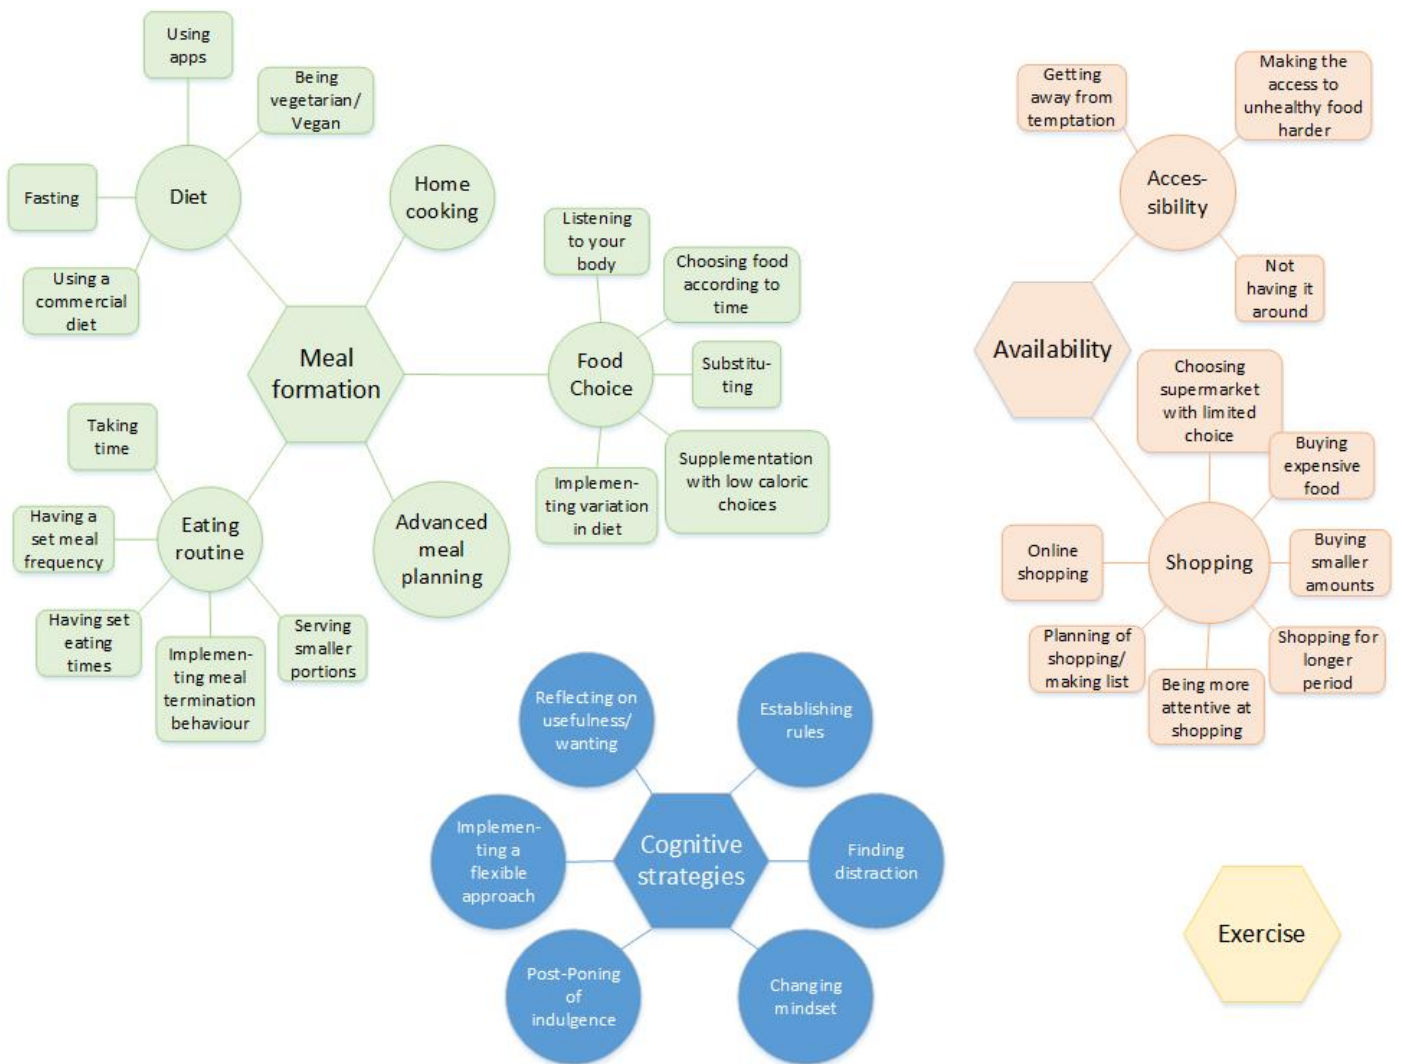 Using
apps
Being
vegetarian/
Vegan
Fasting
Diet
Using a
commercial
diet
Home
cooking
Meal
formation
Listening
to your
body
Choosing food
according to
time
Food
Choice
Substitu-
ting
Supplementation
with low caloric
choices
Implemen-
ting variation
in diet
Taking
time
Having a
set meal
frequency
Eating
routine
Having set
eating
times
Implemen-
ting meal
termination
behaviour
Serving
smaller
portions
Advanced
meal
planning
Getting
away from
temptation
Making the
access to
unhealthy food
harder
Acces-
sibility
Not
having it
around
Availability
Choosing
supermarket
with limited
choice
Buying
expensive
food
Online
shopping
Shopping
Buying
smaller
amounts
Planning of
shopping/
making list
Being more
attentive at
shopping
Shopping for
longer
period
Reflecting on
usefulness/
wanting
Establishing
rules
Implemen-
ting a
flexible
approach
Cognitive
strategies
Finding
distraction
Post-Poning
of
indulgence
Changing
mindset
Exercise